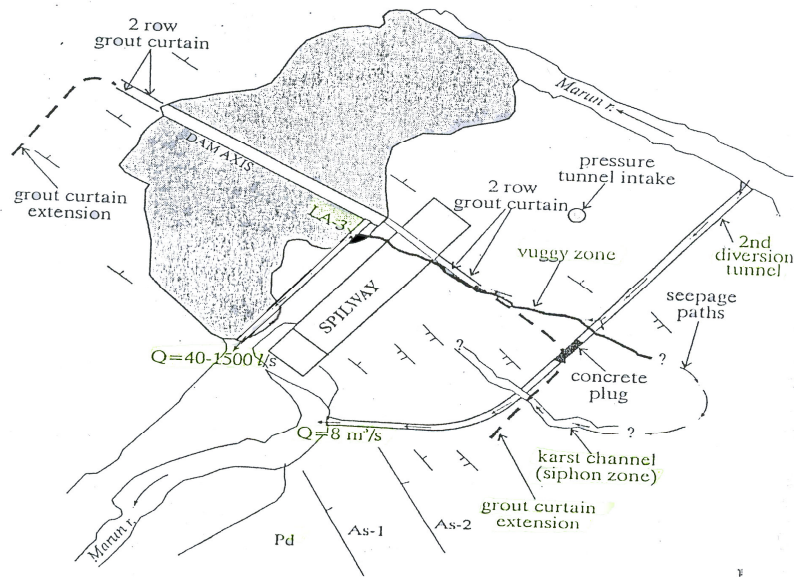 2 row
grout curtain
Marun r.
DAM AXIS
pressure
tunnel intake
grout curtain
extension
2 row
grout curtain
LA-3
vuggy zone
2nd
diversion
tunnel
seepage
paths
SPILWAY
?
?
Q=40-1500 l/s
concrete
plug
Q=8 m³/s
?
karst channel
(siphon zone)
grout curtain
extension
Marun r.
Pd
As-1
As-2